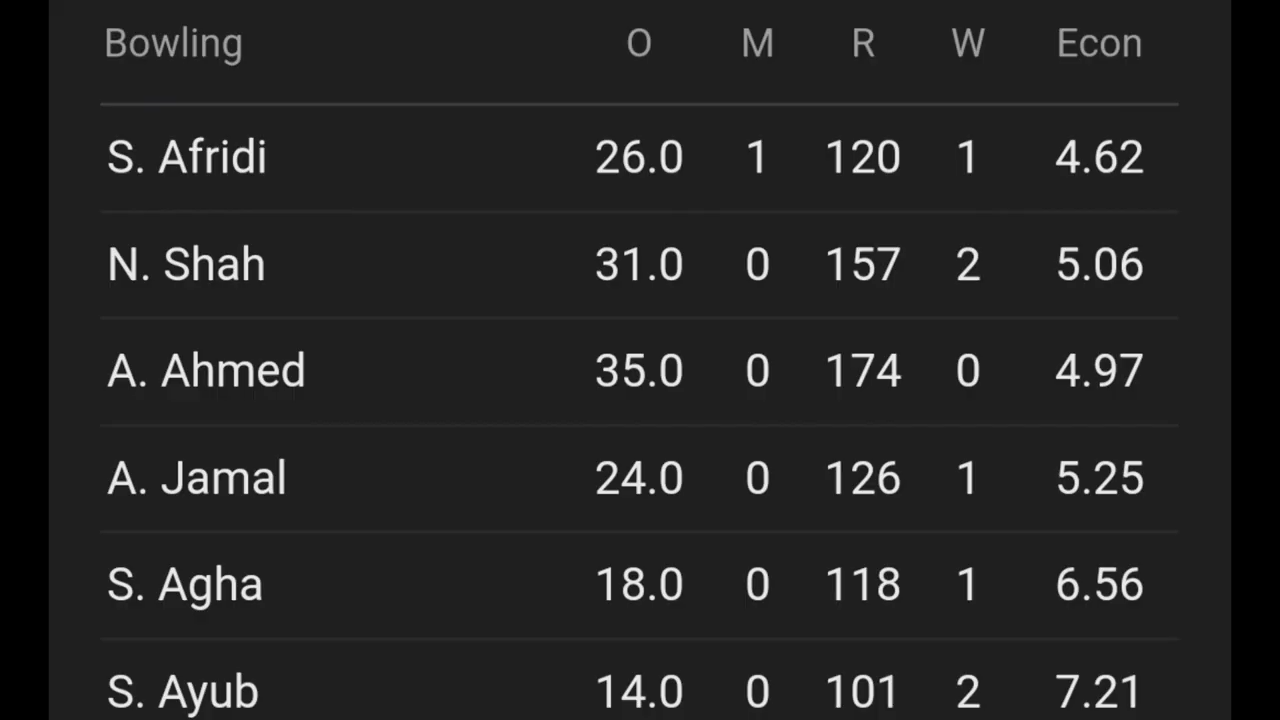 Bowling O M R W Econ
S. Afridi 26.0 1 120 1 4.62
N. Shah 31.0 0 157 2 5.06
A. Ahmed 35.0 0 174 0 4.97
A. Jamal 24.0 0 126 1 5.25
S. Agha 18.0 0 118 1 6.56
S. Ayub 14.0 0 101 2 7.21